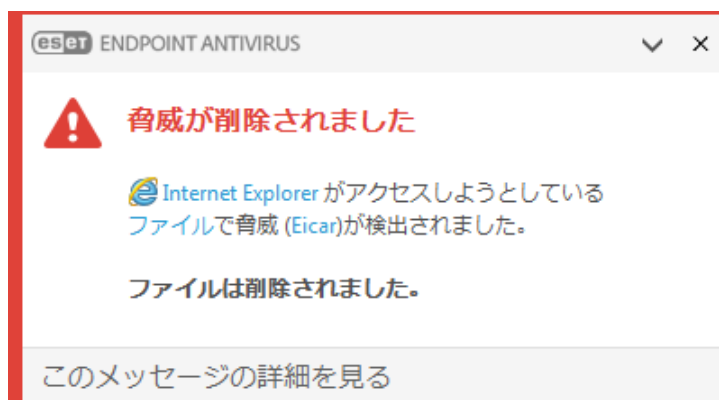 eset ENDPOINT ANTIVIRUS
脅威が削除されました
Internet Explorer がアクセスしようとしている
ファイルで脅威 (Eicar)が検出されました。
ファイルは削除されました。
このメッセージの詳細を見る